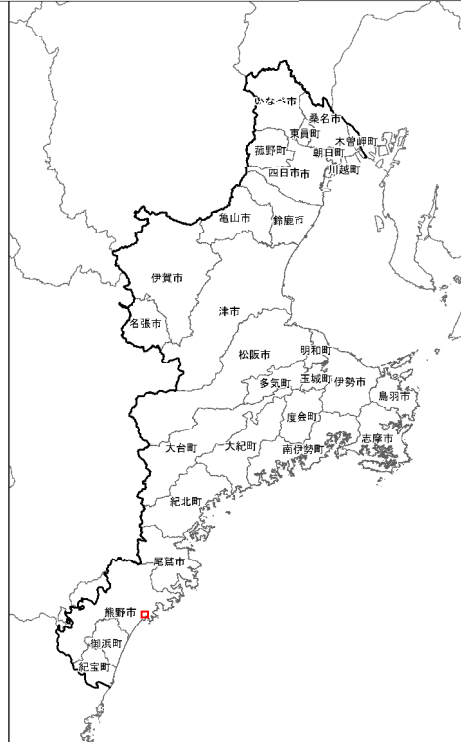 いなべ市
桑名市
東員町
木曽岬町
菰野町
朝日町
川越町
四日市市
亀山市
鈴鹿市
伊賀市
津市
名張市
松阪市
明和町
多気町
玉城町
伊勢市
鳥羽市
度会町
大台町
大紀町
南伊勢町
志摩市
紀北町
尾鷲市
熊野市
御浜町
紀宝町